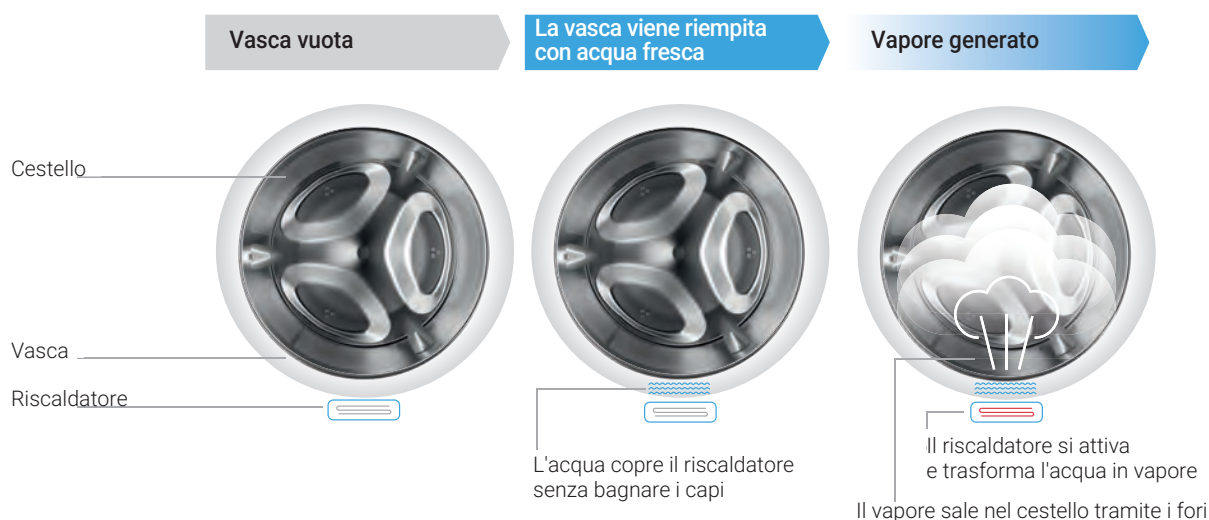 Vasca vuota
La vasca viene riempita
con acqua fresca
Vapore generato
Cestello
Vasca
Riscaldatore
L'acqua copre il riscaldatore
senza bagnare i capi
Il riscaldatore si attiva
e trasforma l'acqua in vapore
Il vapore sale nel cestello tramite i fori